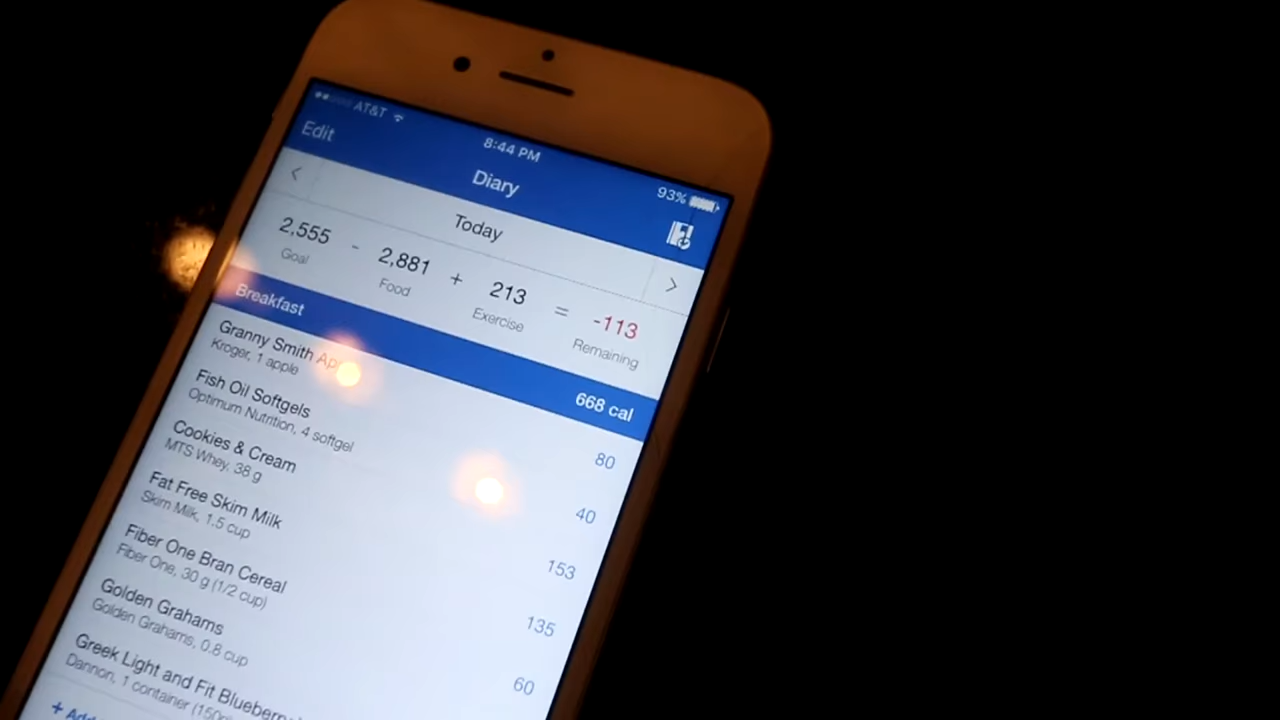 AT&T
8:44 PM
93%
Edit
Diary
Today
2,555 - 2,881 + 213 = -113
Goal Food Exercise Remaining
Breakfast 668 cal
Granny Smith 80
Kroger, 1 apple
Fish Oil Softgels 40
Optimum Nutrition, 4 softgel
Cookies & Cream 153
MTS Whey, 38 g
Fat Free Skim Milk 135
Skim Milk, 1.5 cup
Fiber One Bran Cereal 60
Fiber One, 30 g (1/2 cup)
Golden Grahams
Golden Grahams, 0.8 cup
Greek Light and Fit
Dannon, 1 container
+